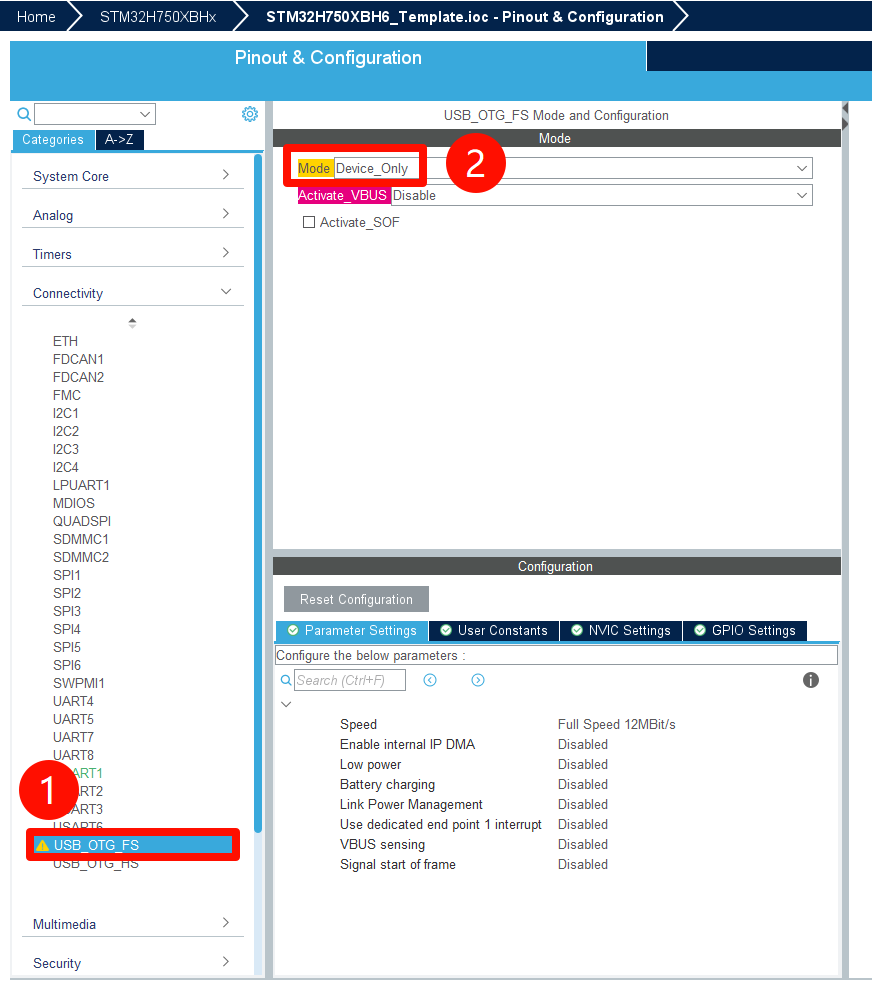 Home STM32H750XBHx STM32H750XBH6_Template.ioc - Pinout & Configuration
Pinout & Configuration
Categories A->Z
System Core
Analog
Timers
Connectivity
ETH
FDCAN1
FDCAN2
FMC
I2C1
I2C2
I2C3
I2C4
LPUART1
MDIOS
QUADSPI
SDMMC1
SDMMC2
SPI1
SPI2
SPI3
SPI4
SPI5
SPI6
SWPMI1
UART4
UART5
UART7
UART8
1
ART1
ART2
ART3
USART6
USB_OTG_FS
USB_OTG_HS
Multimedia
Security
USB_OTG_FS Mode and Configuration
Mode
Mode Device_Only
2
Activate_VBUS Disable
Activate_SOF
Configuration
Reset Configuration
Parameter Settings User Constants NVIC Settings GPIO Settings
Configure the below parameters :
Search (Ctrl+F)
Speed Full Speed 12MBit/s
Enable internal IP DMA Disabled
Low power Disabled
Battery charging Disabled
Link Power Management Disabled
Use dedicated end point 1 interrupt Disabled
VBUS sensing Disabled
Signal start of frame Disabled